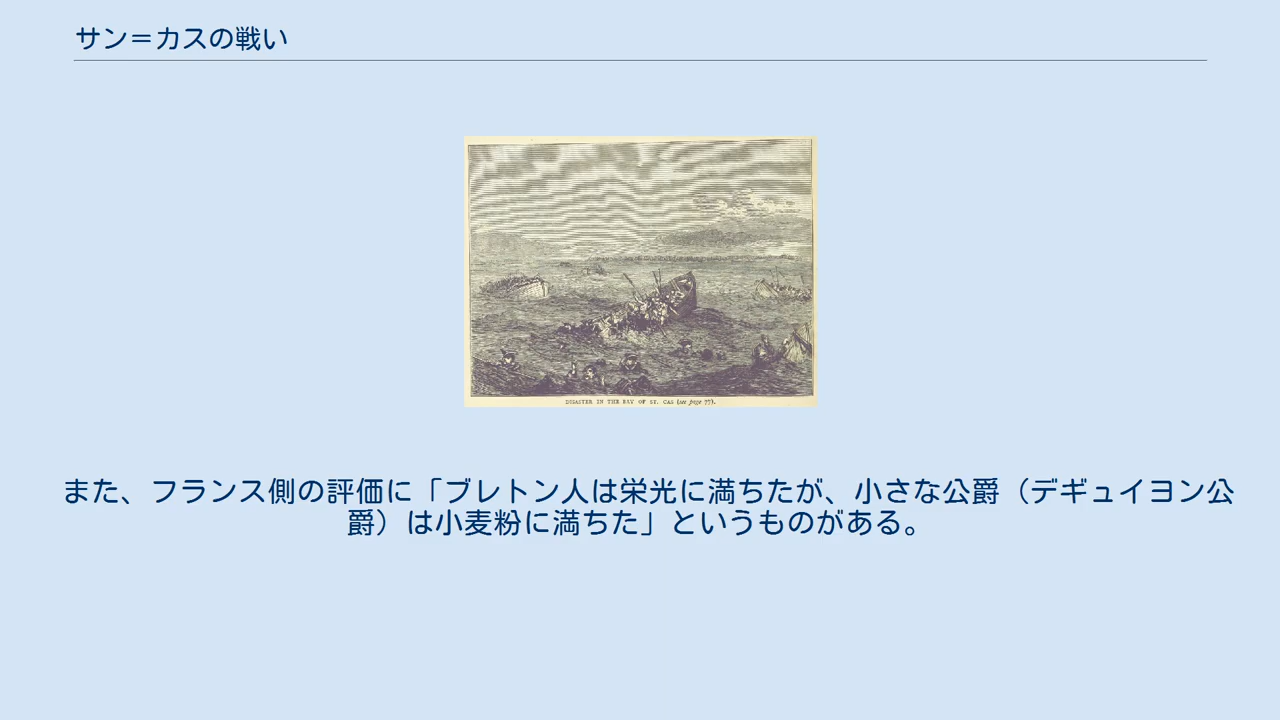 サン＝カスの戦い
DISASTER IN THE BAY OF ST. CAS (see page 77).
また、フランス側の評価に「ブレトン人は栄光に満ちたが、小さな公爵（デギュイヨン公
爵）は小麦粉に満ちた」というものがある。